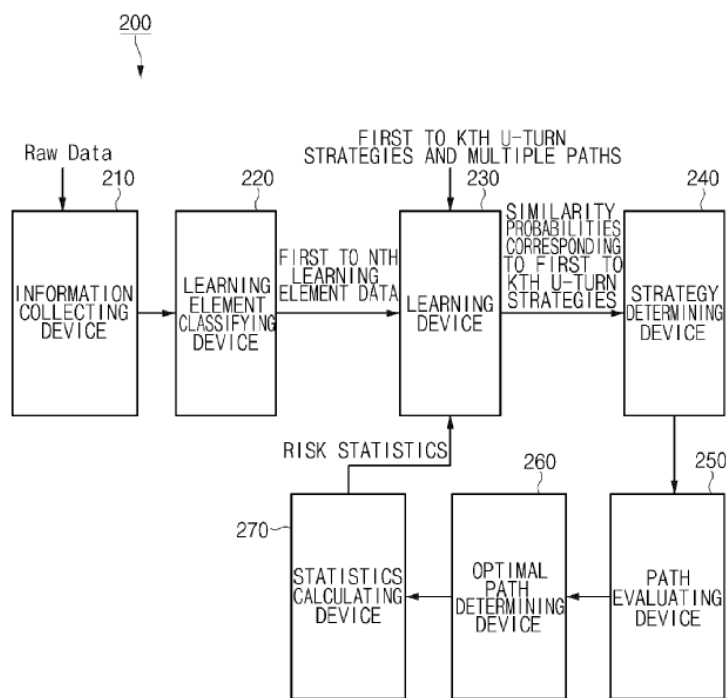 200
Raw Data
210
INFORMATION
COLLECTING
DEVICE
220
LEARNING
ELEMENT
CLASSIFYING
DEVICE
FIRST TO NTH
LEARNING
ELEMENT DATA
FIRST TO KTH U-TURN
STRATEGIES AND MULTIPLE PATHS
230
LEARNING
DEVICE
SIMILARITY
PROBABILITIES
CORRESPONDING
TO FIRST TO
KTH U-TURN
STRATEGIES
240
STRATEGY
DETERMINING
DEVICE
250
PATH
EVALUATING
DEVICE
260
OPTIMAL
PATH
DETERMINING
DEVICE
270
STATISTICS
CALCULATING
DEVICE
RISK STATISTICS